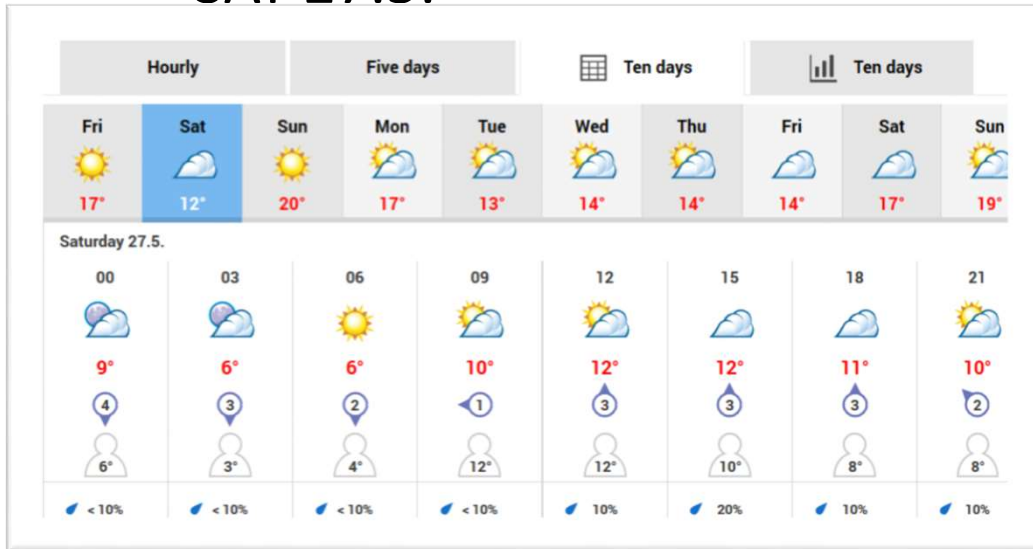 SAT 27.5.
Hourly Five days Ten days Ten days
Fri Sat Sun Mon Tue Wed Thu Fri Sat Sun
17° 12° 20° 17° 13° 14° 14° 14° 17° 19°
Saturday 27.5.
00 03 06 09 12 15 18 21
9° 6° 6° 10° 12° 12° 11° 10°
4 3 2 1 3 3 3 2
6° 3° 4° 12° 12° 10° 8° 8°
< 10% < 10% < 10% < 10% 10% 20% 10% 10%